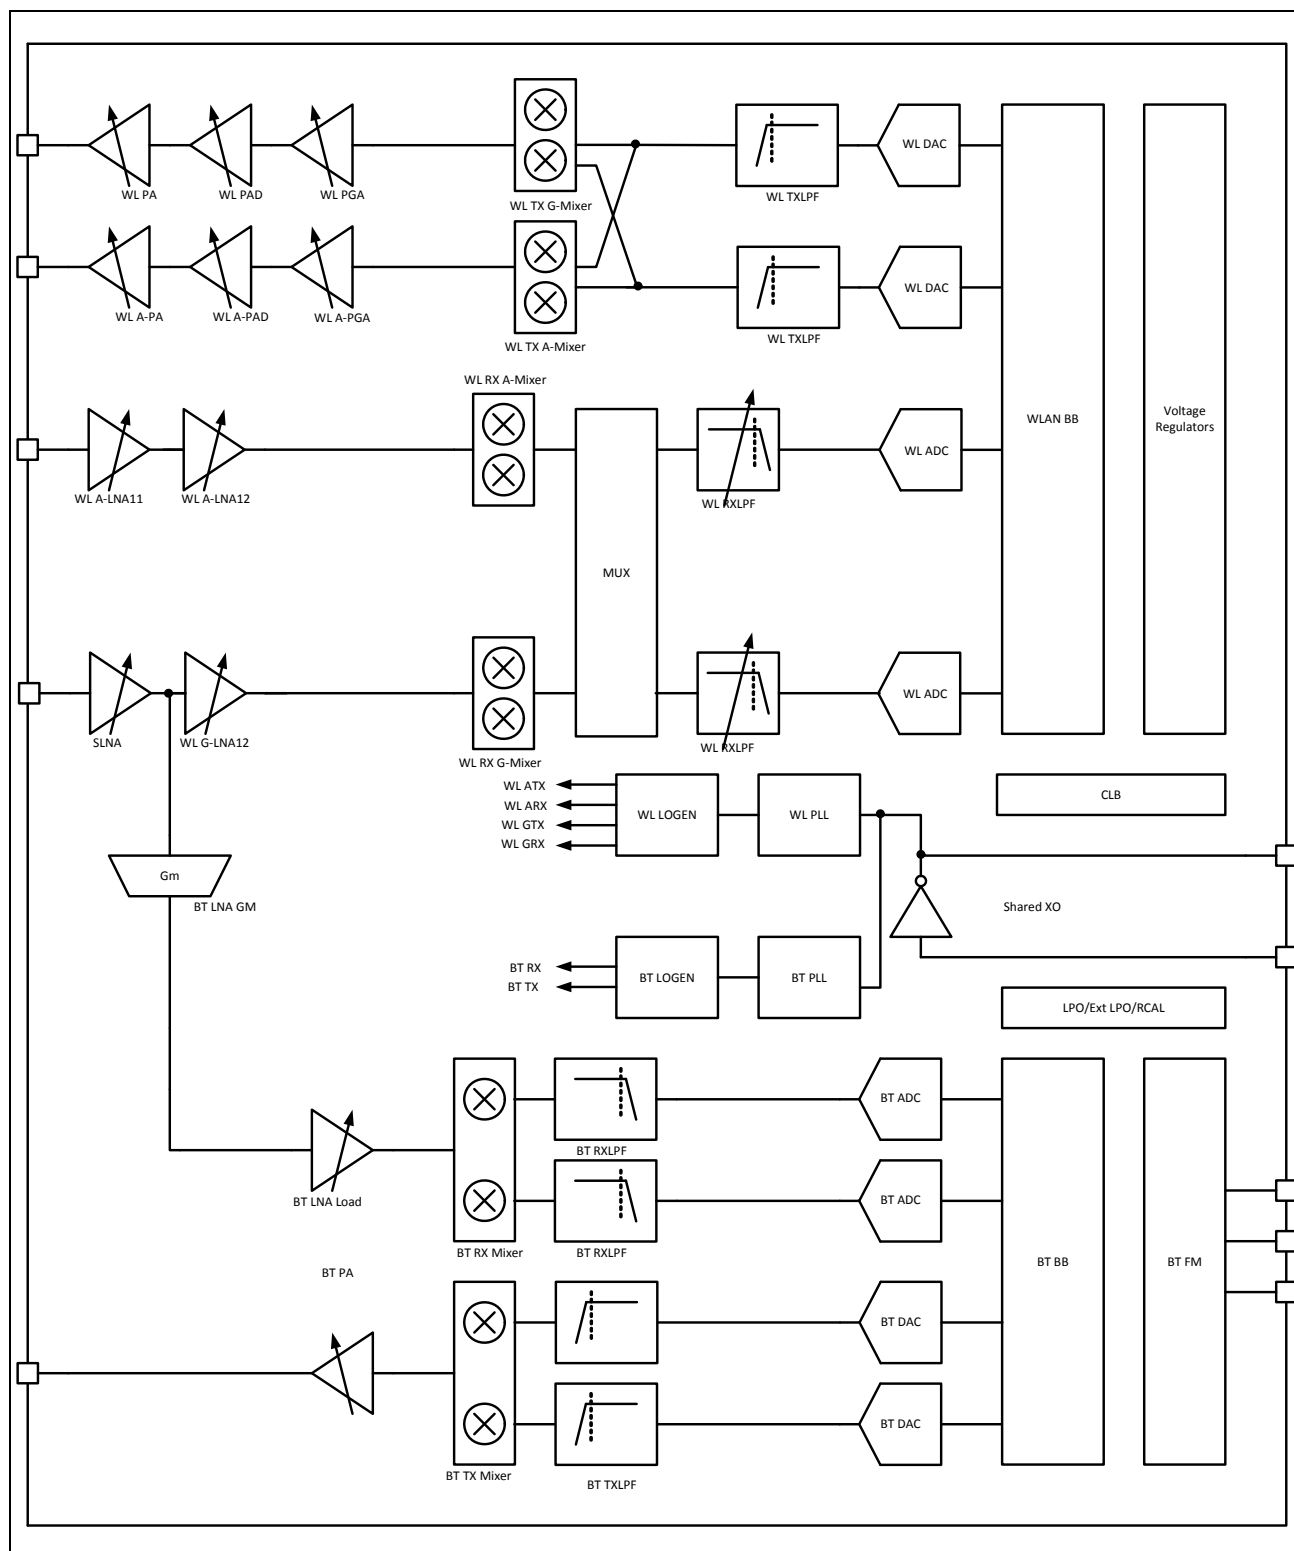 WL DAC
WL PA
WL PAD
WL PGA
WL TXLPF
WL TX G-Mixer
WL DAC
WL A-PA
WL A-PAD
WL A-PGA
WL TX A-Mixer
WL TXLPF
WL RX A-Mixer
WLAN BB
Voltage
Regulators
WL ADC
WL A-LNA11
WL A-LNA12
WL RXLPF
MUX
WL ADC
SLNA
WL G-LNA12
WL RXLPF
WL RX G-Mixer
WL ATX
WL ARX
WL GTX
WL GRX
WL LOGEN
WL PLL
CLB
Gm
BT LNA GM
Shared XO
BT RX
BT TX
BT LOGEN
BT PLL
LPO/Ext LPO/RCAL
BT ADC
BT RXLPF
BT LNA Load
BT ADC
BT RX Mixer
BT RXLPF
BT BB
BT FM
BT PA
BT DAC
BT DAC
BT TX Mixer
BT TXLPF